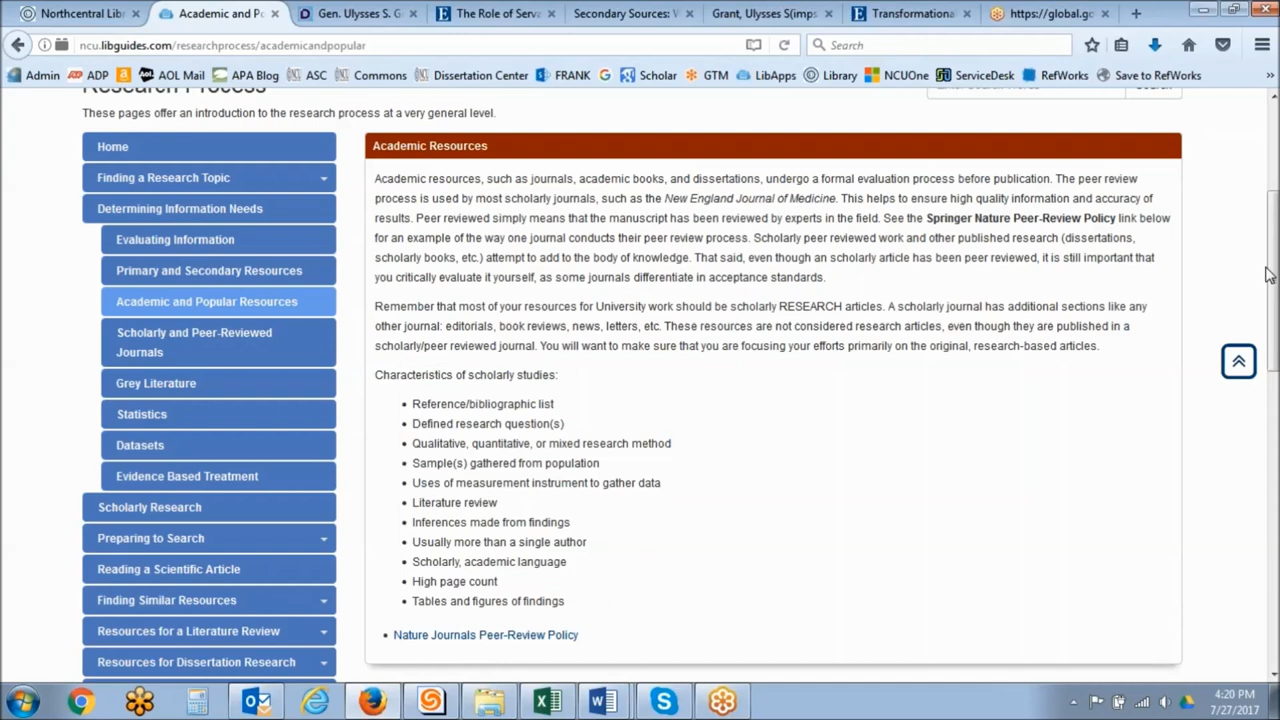 Northcentral Lib
Academic and Po
Gen. Ulysses S. G
The Role of Serva
Secondary Sources: W
Grant, Ulysses S(imps
Transformational
https://global.gc
ncu.libguides.com/researchprocess/academicandpopular
Search
Admin ADP AOL Mail APA Blog ASC Commons Dissertation Center FRANK Scholar GTM LibApps Library NCUOne ServiceDesk RefWorks Save to RefWorks
Research Process
These pages offer an introduction to the research process at a very general level.
Home
Finding a Research Topic
Determining Information Needs
Evaluating Information
Primary and Secondary Resources
Academic and Popular Resources
Scholarly and Peer-Reviewed
Journals
Grey Literature
Statistics
Datasets
Evidence Based Treatment
Scholarly Research
Preparing to Search
Reading a Scientific Article
Finding Similar Resources
Resources for a Literature Review
Resources for Dissertation Research
Academic Resources
Academic resources, such as journals, academic books, and dissertations, undergo a formal evaluation process before publication. The peer review
process is used by most scholarly journals, such as the New England Journal of Medicine. This helps to ensure high quality information and accuracy of
results. Peer reviewed simply means that the manuscript has been reviewed by experts in the field. See the Springer Nature Peer-Review Policy link below
for an example of the way one journal conducts their peer review process. Scholarly peer reviewed work and other published research (dissertations,
scholarly books, etc.) attempt to add to the body of knowledge. That said, even though an scholarly article has been peer reviewed, it is still important that
you critically evaluate it yourself, as some journals differentiate in acceptance standards.
Remember that most of your resources for University work should be scholarly RESEARCH articles. A scholarly journal has additional sections like any
other journal: editorials, book reviews, news, letters, etc. These resources are not considered research articles, even though they are published in a
scholarly/peer reviewed journal. You will want to make sure that you are focusing your efforts primarily on the original, research-based articles.
Characteristics of scholarly studies:
• Reference/bibliographic list
• Defined research question(s)
• Qualitative, quantitative, or mixed research method
• Sample(s) gathered from population
• Uses of measurement instrument to gather data
• Literature review
• Inferences made from findings
• Usually more than a single author
• Scholarly, academic language
• High page count
• Tables and figures of findings
• Nature Journals Peer-Review Policy
4:20 PM
7/27/2017